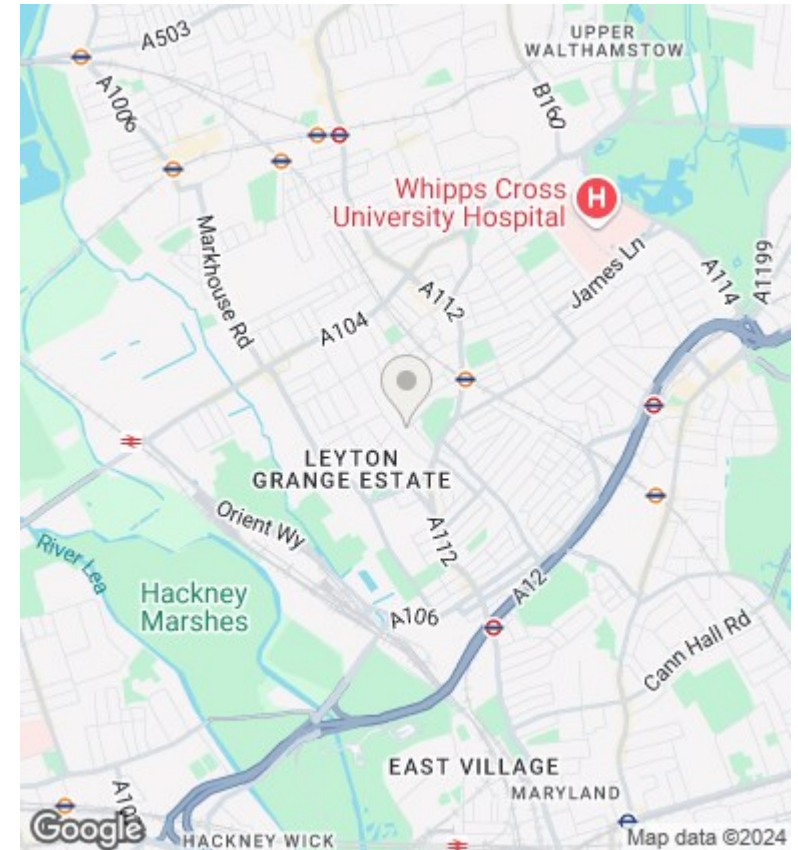 A503
UPPER
WALTHAMSTOW
A1006
B160
Whipps Cross
University Hospital
H
Markhouse Rd
James Ln
A114
A1199
A112
A104
LEYTON
GRANGE ESTATE
Orient Wy
A112
River Lea
Hackney
Marshes
A12
A106
Cann Hall Rd
EAST VILLAGE
MARYLAND
Google
HACKNEY WICK
Map data ©2024